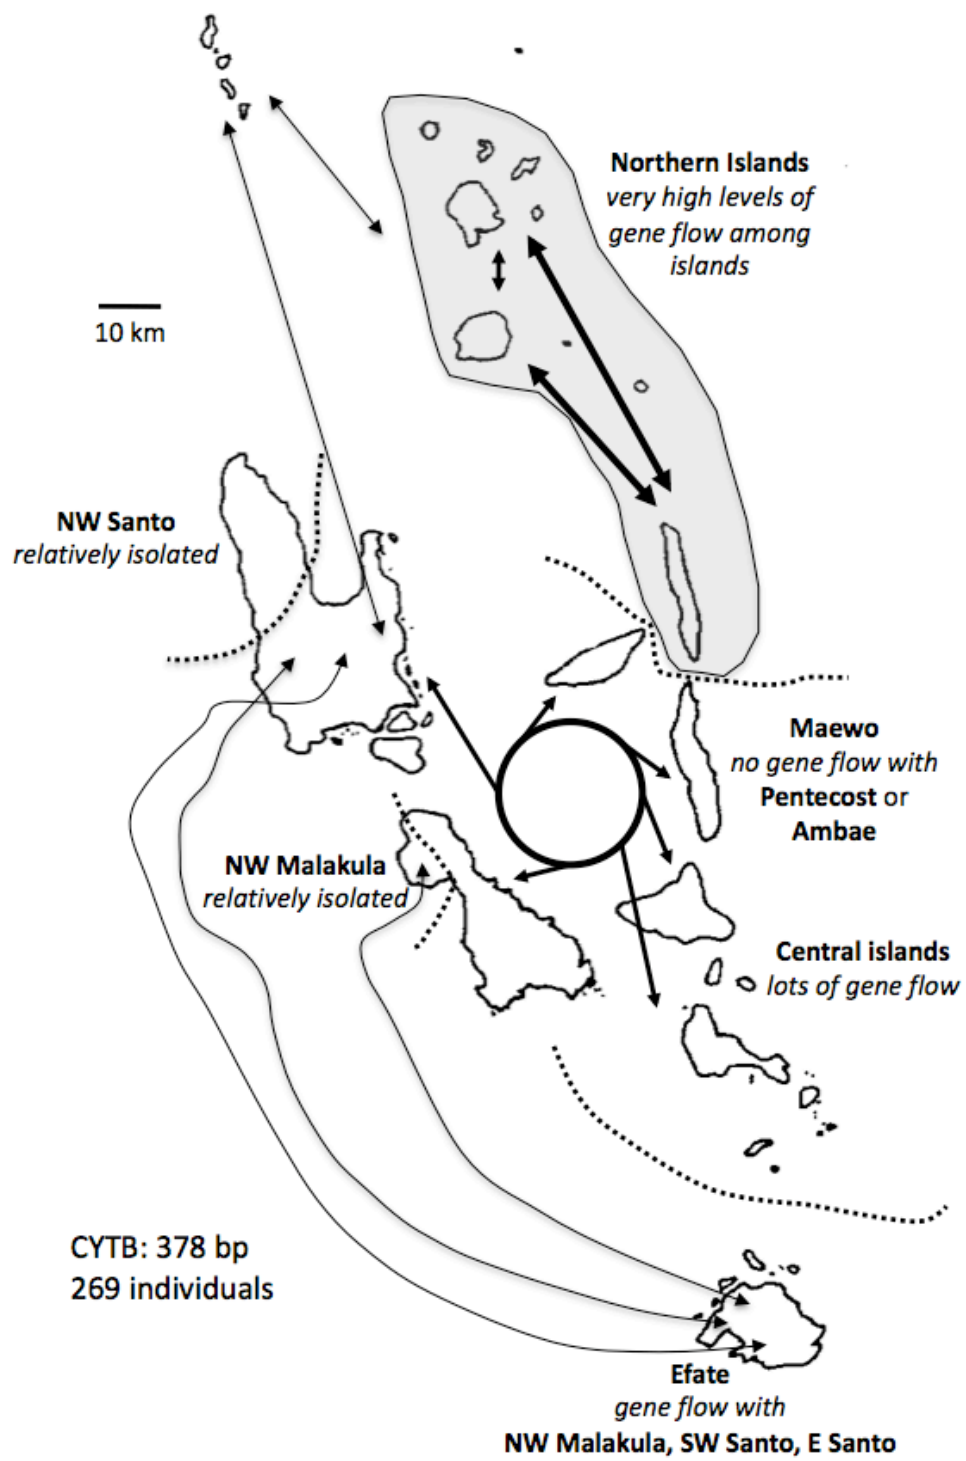 Northern Islands
very high levels of
gene flow among
islands
10 km
NW Santo
relatively isolated
Maewo
no gene flow with
Pentecost or
Ambae
NW Malakula
relatively isolated
Central islands
lots of gene flow
CYTB: 378 bp
269 individuals
Efate
gene flow with
NW Malakula, SW Santo, E Santo